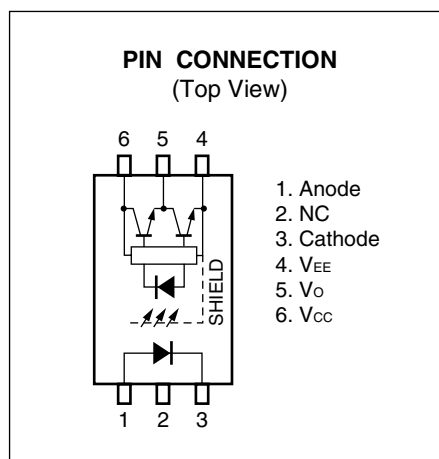 PIN CONNECTION
(Top View)
6 5 4
SHIELD
1 2 3
1. Anode
2. NC
3. Cathode
4. VEE
5. VO
6. VCC